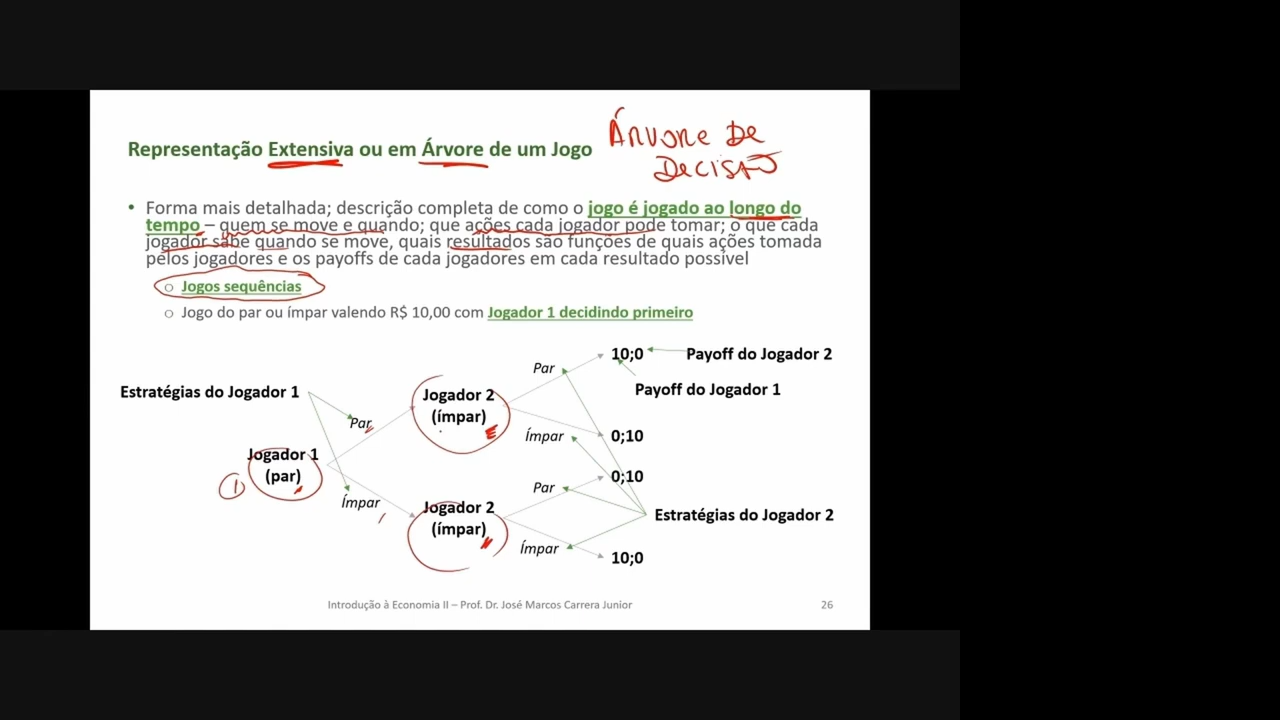 Representação Extensiva ou em Árvore de um Jogo
ÁRVORE DE
DECISÃO
• Forma mais detalhada; descrição completa de como o jogo é jogado ao longo do
tempo – quem se move e quando; que ações cada jogador pode tomar; o que cada
jogador sabe quando se move, quais resultados são funções de quais ações tomada
pelos jogadores e os payoffs de cada jogadores em cada resultado possível
○ Jogos sequências
○ Jogo do par ou ímpar valendo R$ 10,00 com Jogador 1 decidindo primeiro
10;0
Payoff do Jogador 2
Par
Payoff do Jogador 1
Estratégias do Jogador 1
Jogador 2
(ímpar)
Par
Ímpar
0;10
Jogador 1
(par)
1
0;10
Par
Ímpar
Jogador 2
(ímpar)
Estratégias do Jogador 2
Ímpar
10;0
Introdução à Economia II – Prof. Dr. José Marcos Carrera Junior
26